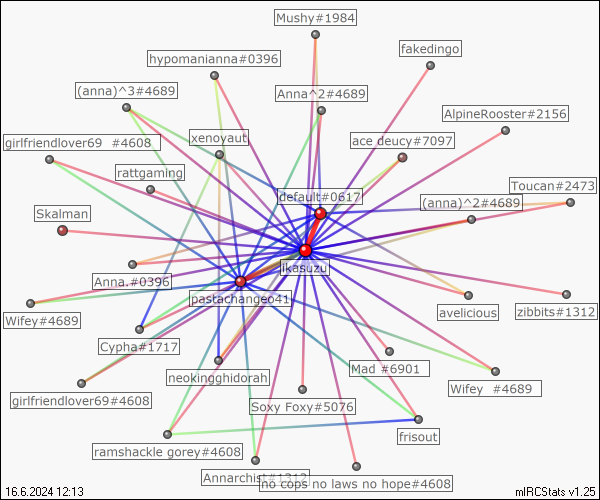 Mushy#1984
fakedingo
hypomanianna#0396
(anna)^3#4689
Anna^2#4689
AlpineRooster#2156
girlfriendlover69 #4608
xenoyaut
ace deucy#7097
rattgaming
default#0617
Toucan#2473
(anna)^2#4689
Skalman
Anna.#0396
ikasuzu
pastachange041
avelicious
zibbits#1312
Wifey#4689
Cypha#1717
neokingghidorah
Mad #6901
Wifey #4689
girlfriendlover69#4608
Soxy Foxy#5076
frisout
ramshackle gorey#4608
Annarchist#1312
no cops no laws no hope#4608
16.6.2024 12:13
mIRCStats v1.25